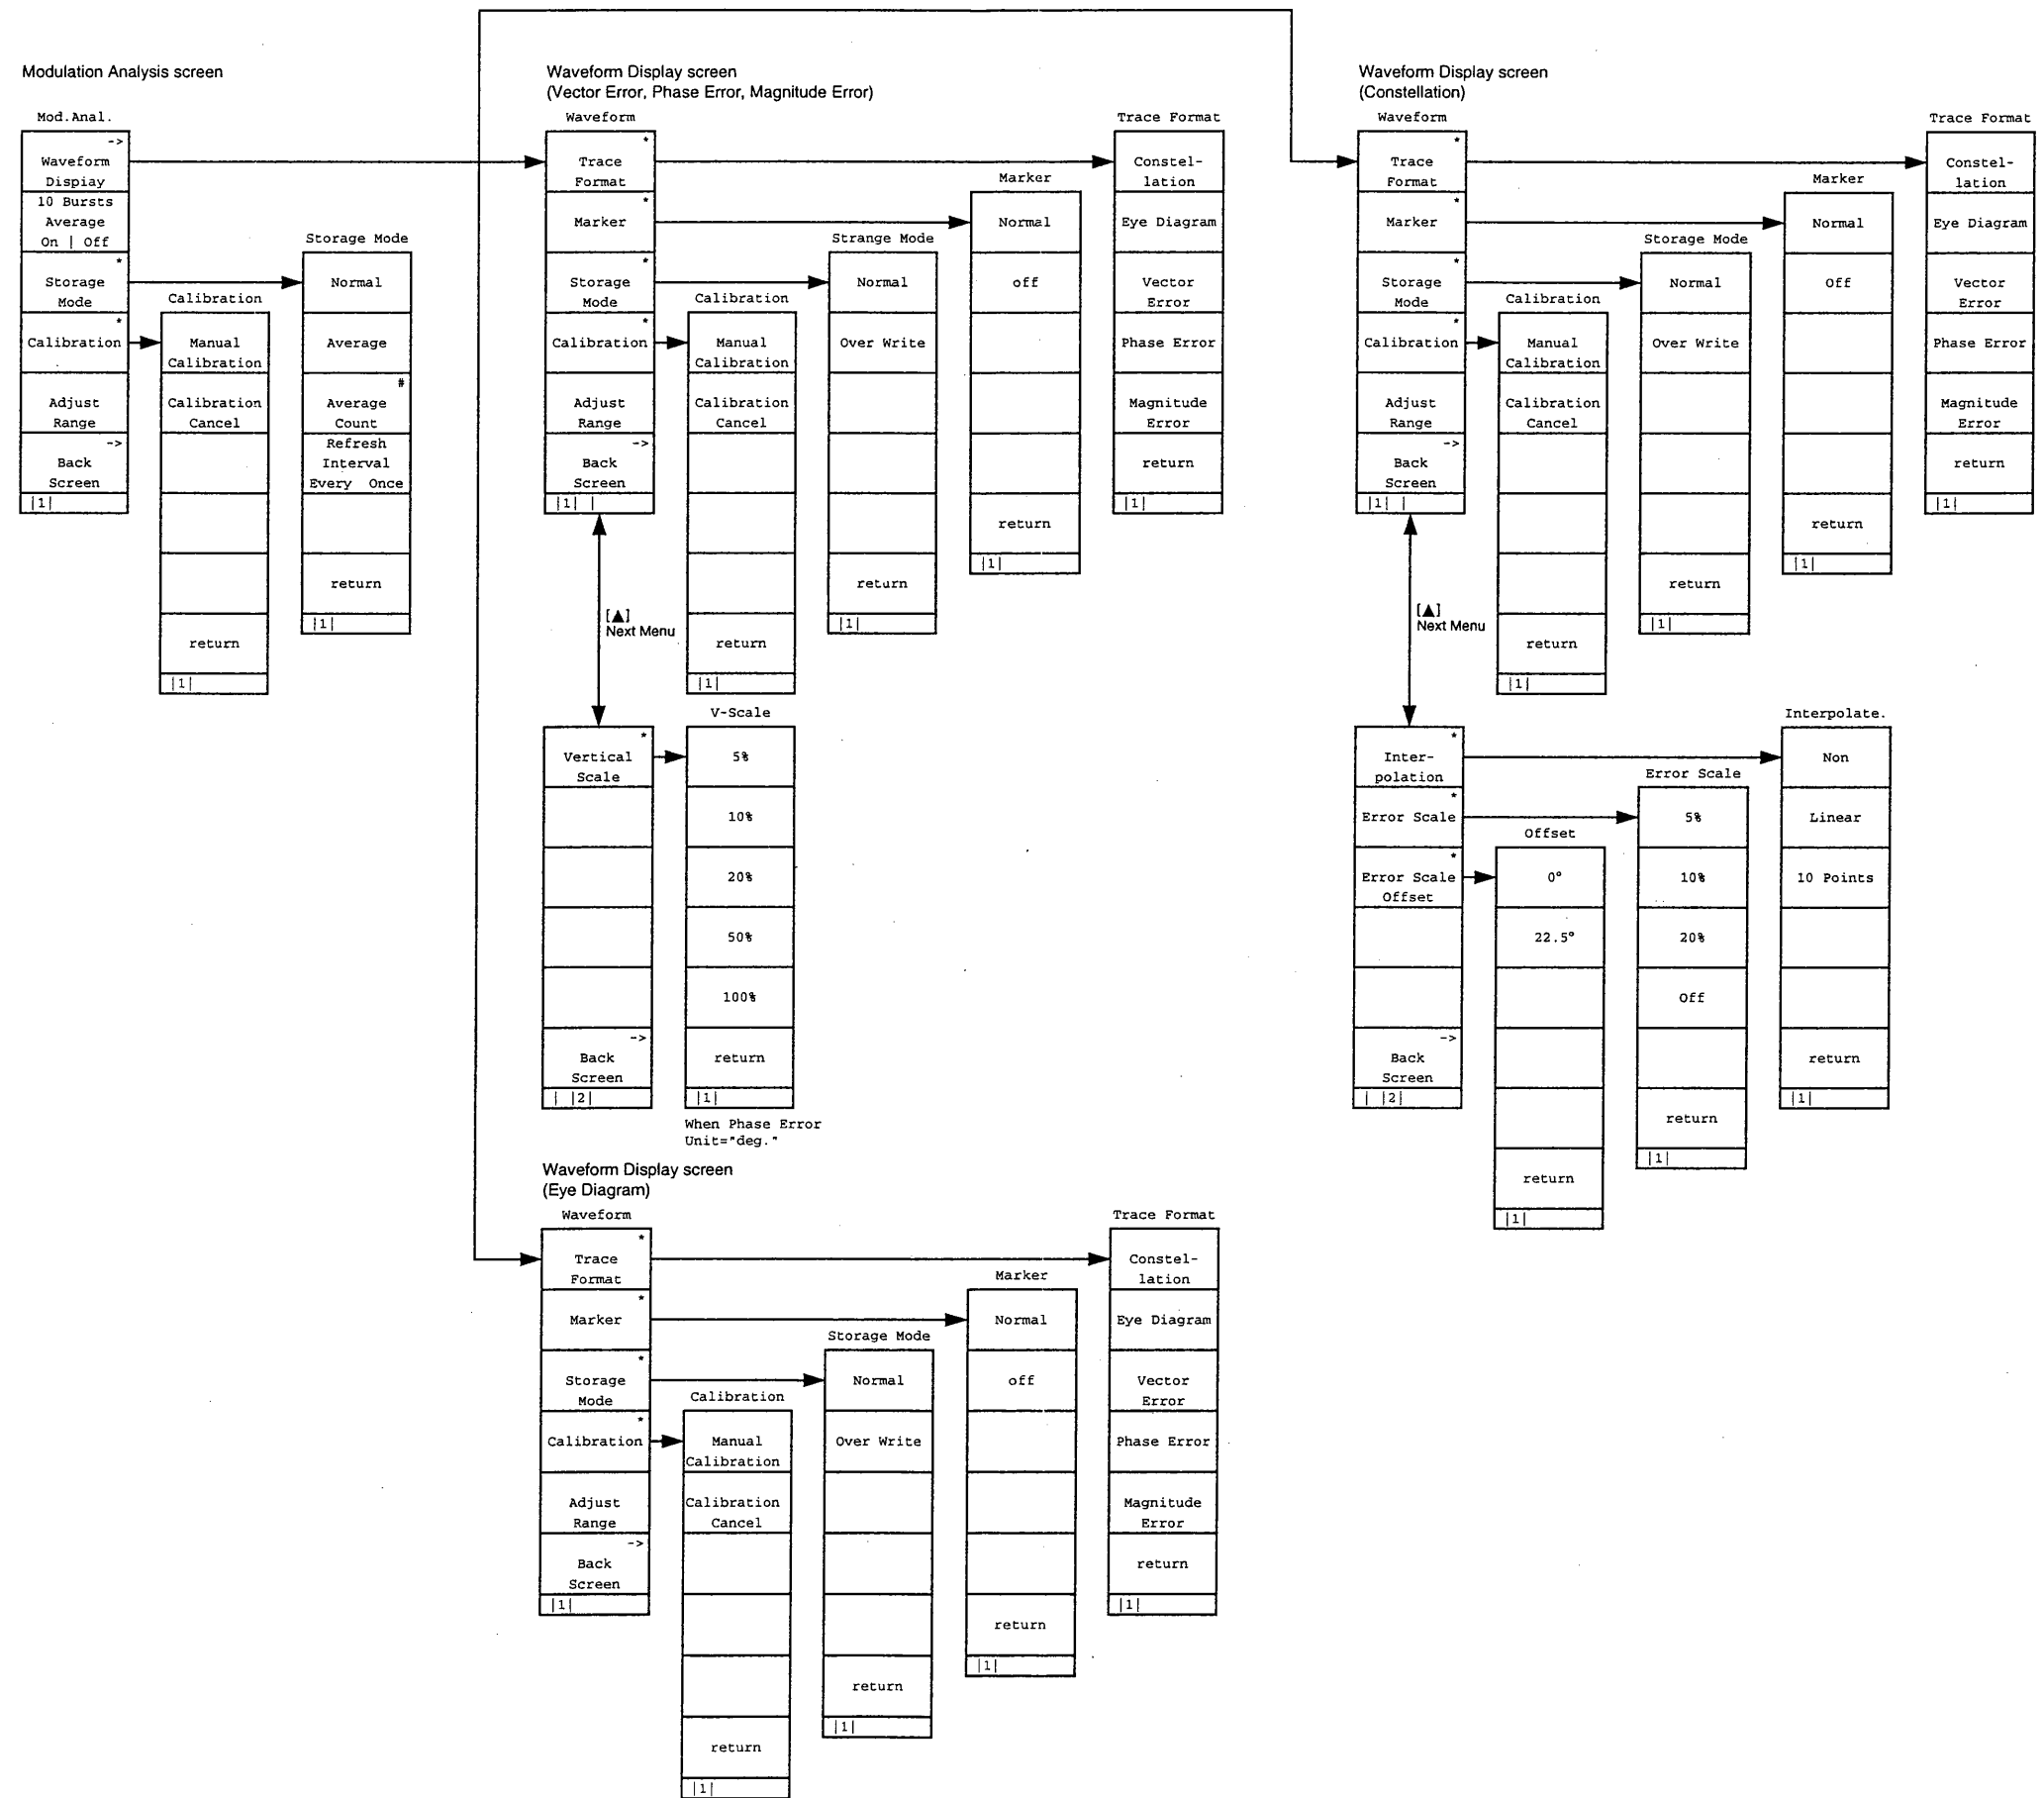 Modulation Analysis screen
Mod.Anal.
->
Waveform
Display
10 Bursts
Average
On | Off
*
Storage
Mode
*
Calibration
Adjust
Range
->
Back
Screen
|1|
Calibration
Manual
Calibration
Calibration
Cancel
return
|1|
Storage Mode
Normal
Average
#
Average
Count
Refresh
Interval
Every Once
return
|1|
Waveform Display screen
(Vector Error, Phase Error, Magnitude Error)
Waveform
*
Trace
Format
*
Marker
*
Storage
Mode
*
Calibration
Adjust
Range
->
Back
Screen
|1| |
Calibration
Manual
Calibration
Calibration
Cancel
return
|1|
Strange Mode
Normal
Over Write
return
|1|
Marker
Normal
off
return
|1|
Trace Format
Constel-
lation
Eye Diagram
Vector
Error
Phase Error
Magnitude
Error
return
|1|
[▲]
Next Menu
*
Vertical
Scale
->
Back
Screen
| |2|
V-Scale
5%
10%
20%
50%
100%
return
|1|
When Phase Error
Unit="deg."
Waveform Display screen
(Constellation)
Waveform
*
Trace
Format
*
Marker
*
Storage
Mode
*
Calibration
Adjust
Range
->
Back
Screen
|1| |
Calibration
Manual
Calibration
Calibration
Cancel
return
|1|
Storage Mode
Normal
Over Write
return
|1|
Marker
Normal
Off
return
|1|
Trace Format
Constel-
lation
Eye Diagram
Vector
Error
Phase Error
Magnitude
Error
return
|1|
[▲]
Next Menu
*
Inter-
polation
*
Error Scale
*
Error Scale
Offset
->
Back
Screen
| |2|
Offset
0°
22.5°
return
|1|
Error Scale
5%
10%
20%
Off
return
|1|
Interpolate.
Non
Linear
10 Points
return
|1|
Waveform Display screen
(Eye Diagram)
Waveform
*
Trace
Format
*
Marker
*
Storage
Mode
*
Calibration
Adjust
Range
->
Back
Screen
|1|
Calibration
Manual
Calibration
Calibration
Cancel
return
|1|
Storage Mode
Normal
Over Write
return
|1|
Marker
Normal
off
return
|1|
Trace Format
Constel-
lation
Eye Diagram
Vector
Error
Phase Error
Magnitude
Error
return
|1|